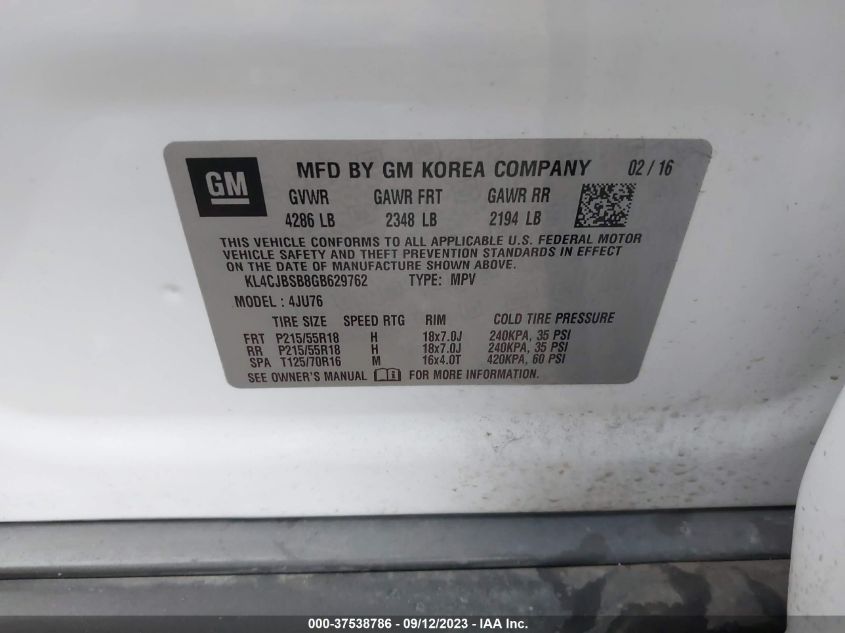 GM
MFD BY GM KOREA COMPANY 02 / 16
GVWR GAWR FRT GAWR RR
4286 LB 2348 LB 2194 LB
THIS VEHICLE CONFORMS TO ALL APPLICABLE U.S. FEDERAL MOTOR
VEHICLE SAFETY AND THEFT PREVENTION STANDARDS IN EFFECT
ON THE DATE OF MANUFACTURE SHOWN ABOVE.
KL4CJBSB8GB629762 TYPE: MPV
MODEL : 4JU76
TIRE SIZE SPEED RTG RIM COLD TIRE PRESSURE
FRT P215/55R18 H 18x7.0J 240KPA, 35 PSI
RR P215/55R18 H 18x7.0J 240KPA, 35 PSI
SPA T125/70R16 M 16x4.0T 420KPA, 60 PSI
SEE OWNER'S MANUAL i FOR MORE INFORMATION.
000-37538786 - 09/12/2023 - IAA Inc.